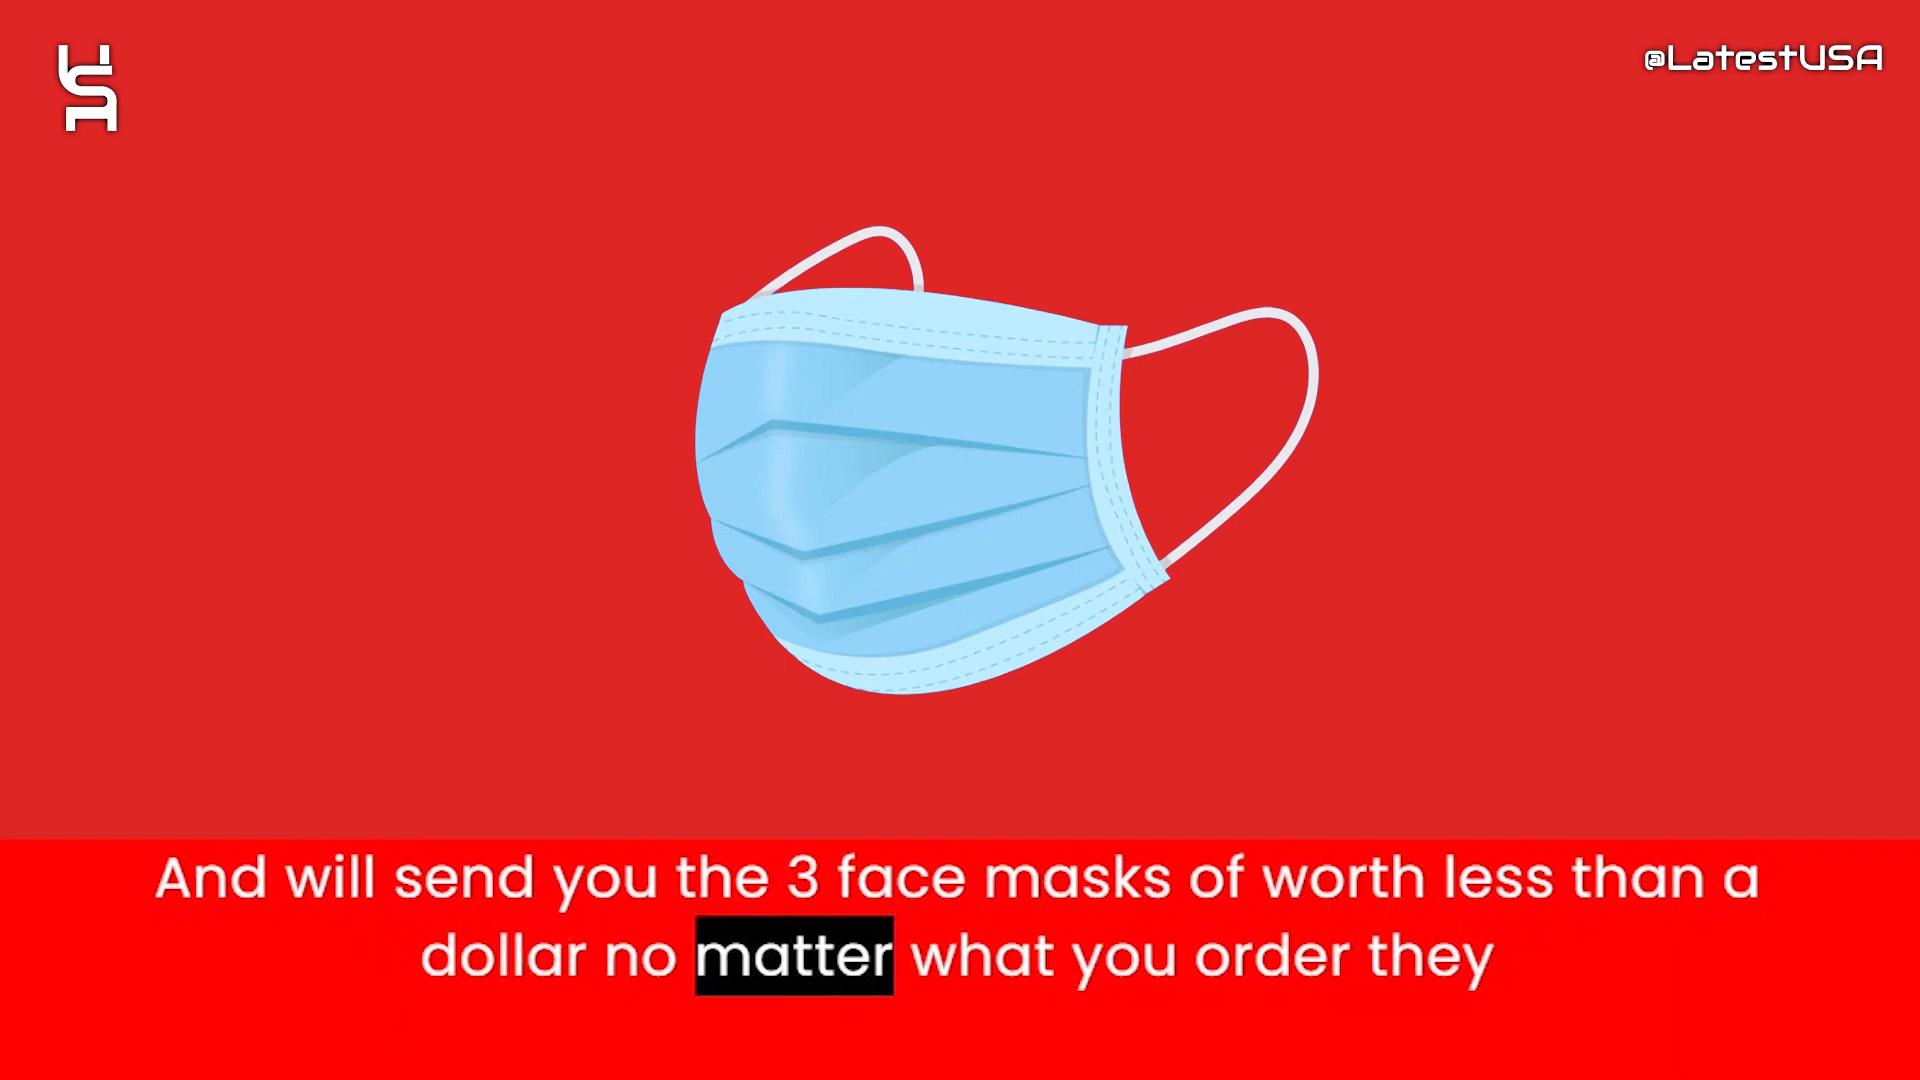 USA
@LatestUSA
And will send you the 3 face masks of worth less than a
dollar no matter what you order they